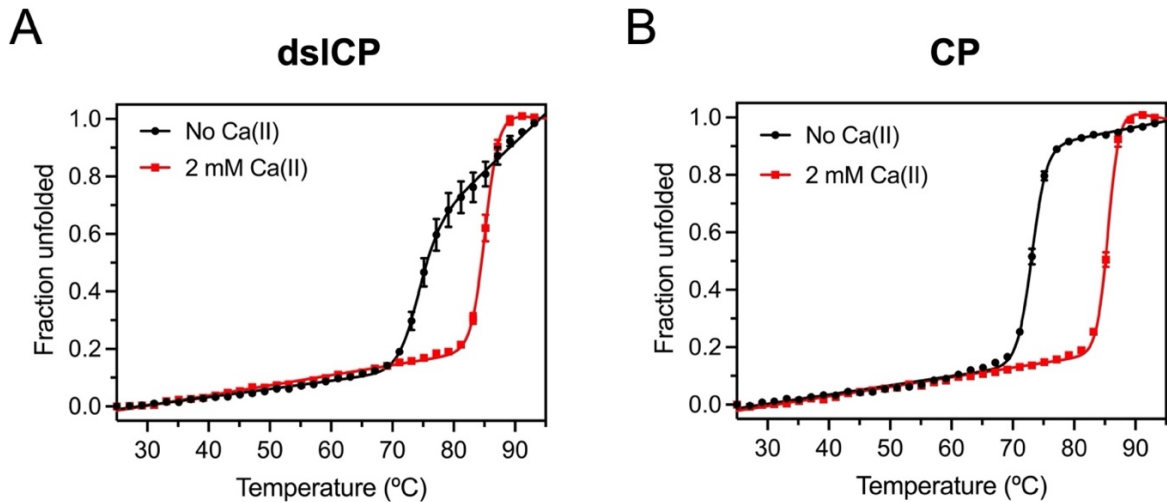 A
dsICP
No Ca(II)
2 mM Ca(II)
Fraction unfolded
1.0
0.8
0.6
0.4
0.2
0.0
30 40 50 60 70 80 90
Temperature (ºC)
B
CP
No Ca(II)
2 mM Ca(II)
Fraction unfolded
1.0
0.8
0.6
0.4
0.2
0.0
30 40 50 60 70 80 90
Temperature (ºC)